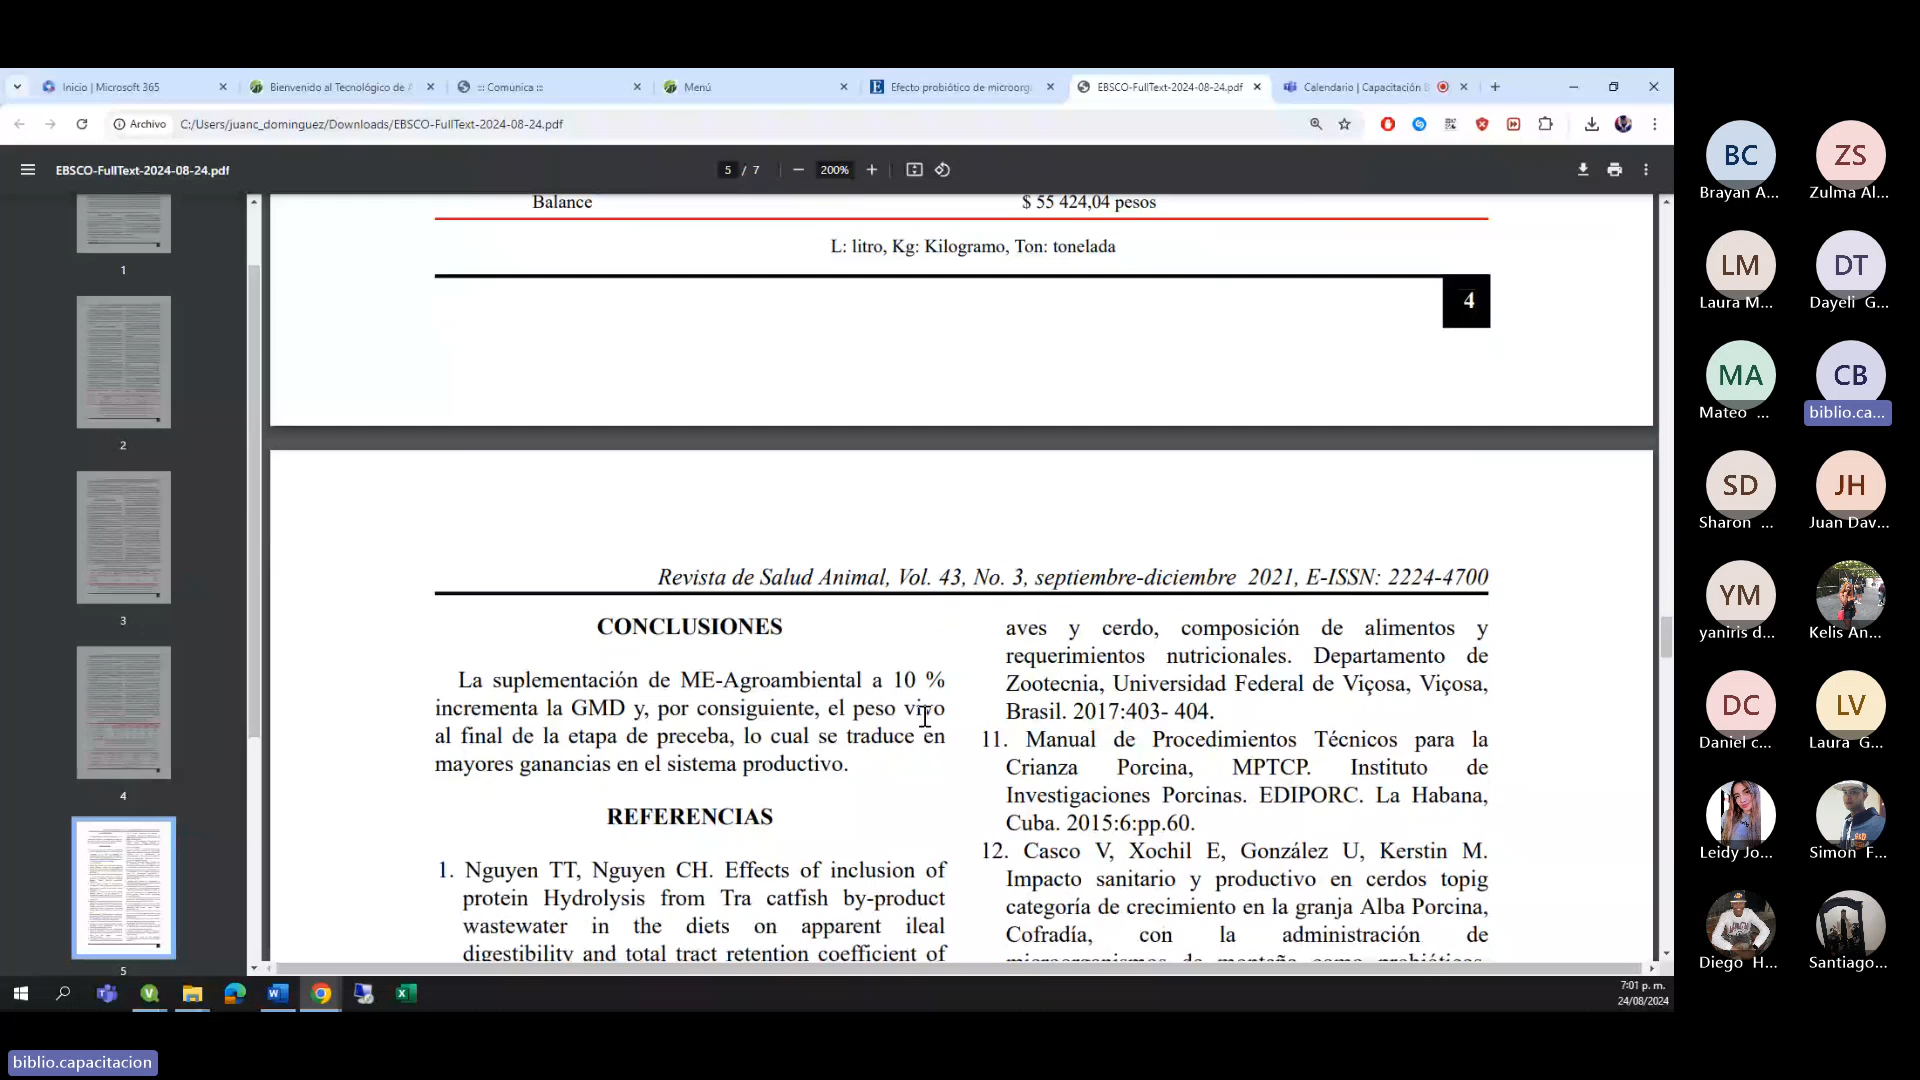 Inicio | Microsoft 365
Bienvenido al Tecnológico de A
::: Comunica :::
Menú
Efecto probiótico de microorg
EBSCO-FullText-2024-08-24.pdf
Calendario | Capacitación
Archivo
C:/Users/juanc_dominguez/Downloads/EBSCO-FullText-2024-08-24.pdf
EBSCO-FullText-2024-08-24.pdf
5 / 7
200%
1
2
3
4
5
Balance $ 55 424,04 pesos
L: litro, Kg: Kilogramo, Ton: tonelada
4
Revista de Salud Animal, Vol. 43, No. 3, septiembre-diciembre 2021, E-ISSN: 2224-4700
CONCLUSIONES
La suplementación de ME-Agroambiental a 10 %
incrementa la GMD y, por consiguiente, el peso vivo
al final de la etapa de preceba, lo cual se traduce en
mayores ganancias en el sistema productivo.
REFERENCIAS
1. Nguyen TT, Nguyen CH. Effects of inclusion of
protein Hydrolysis from Tra catfish by-product
wastewater in the diets on apparent ileal
digestibility and total tract retention coefficient of
aves y cerdo, composición de alimentos y
requerimientos nutricionales. Departamento de
Zootecnia, Universidad Federal de Viçosa, Viçosa,
Brasil. 2017:403- 404.
11. Manual de Procedimientos Técnicos para la
Crianza Porcina, MPTCP. Instituto de
Investigaciones Porcinas. EDIPORC. La Habana,
Cuba. 2015:6:pp.60.
12. Casco V, Xochil E, González U, Kerstin M.
Impacto sanitario y productivo en cerdos topig
categoría de crecimiento en la granja Alba Porcina,
Cofradía, con la administración de
microorganismos de montaña como probióticos.
7:01 p. m.
24/08/2024
BC
Brayan A...
ZS
Zulma Al...
LM
Laura M...
DT
Dayeli G...
MA
Mateo ...
CB
biblio.ca...
SD
Sharon ...
JH
Juan Dav...
YM
yaniris d...
Kelis An...
DC
Daniel c...
LV
Laura G...
Leidy Jo...
Simon F...
Diego H...
Santiago...
biblio.capacitacion